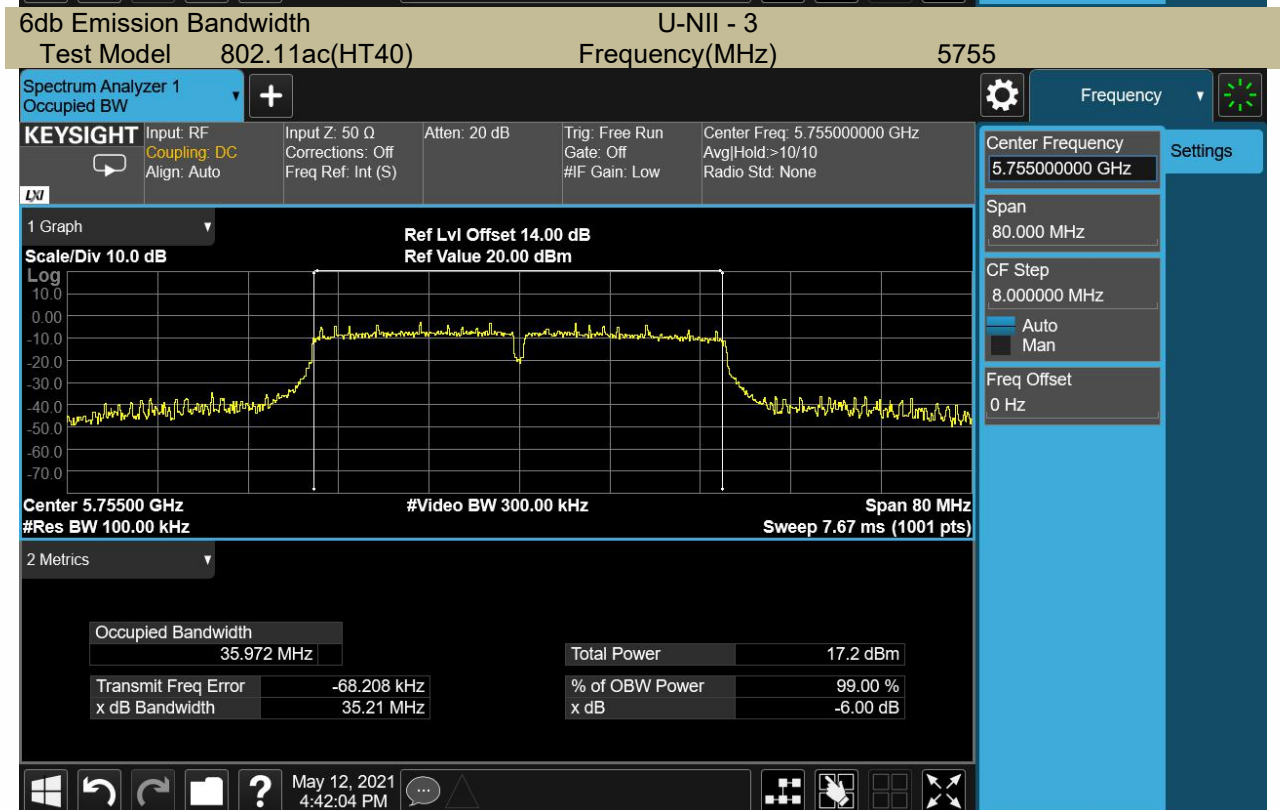 6db Emission Bandwidth U-NII - 3
Test Model 802.11ac(HT40) Frequency(MHz) 5755
Spectrum Analyzer 1
Occupied BW
+
Frequency
KEYSIGHT
LXI
Input: RF
Coupling: DC
Align: Auto
Input Z: 50 Ω
Corrections: Off
Freq Ref: Int (S)
Atten: 20 dB
Trig: Free Run
Gate: Off
#IF Gain: Low
Center Freq: 5.755000000 GHz
Avg|Hold:>10/10
Radio Std: None
Center Frequency
5.755000000 GHz
Settings
Span
80.000 MHz
CF Step
8.000000 MHz
Auto
Man
Freq Offset
0 Hz
1 Graph
Scale/Div 10.0 dB
Ref Lvl Offset 14.00 dB
Ref Value 20.00 dBm
Log
10.0
0.00
-10.0
-20.0
-30.0
-40.0
-50.0
-60.0
-70.0
Center 5.75500 GHz #Video BW 300.00 kHz Span 80 MHz
#Res BW 100.00 kHz Sweep 7.67 ms (1001 pts)
2 Metrics
Occupied Bandwidth
35.972 MHz
Total Power 17.2 dBm
Transmit Freq Error -68.208 kHz % of OBW Power 99.00 %
x dB Bandwidth 35.21 MHz x dB -6.00 dB
?
May 12, 2021
4:42:04 PM